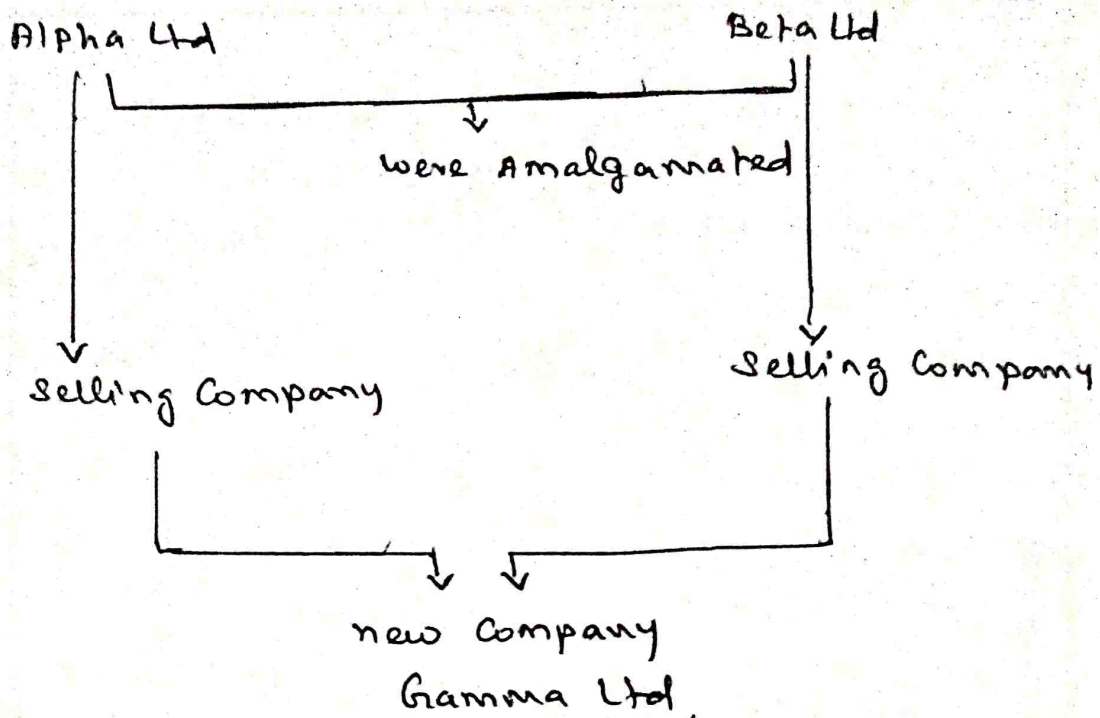 Alpha Ltd
Beta Ltd
were Amalgamated
Selling Company
Selling Company
new Company
Gamma Ltd